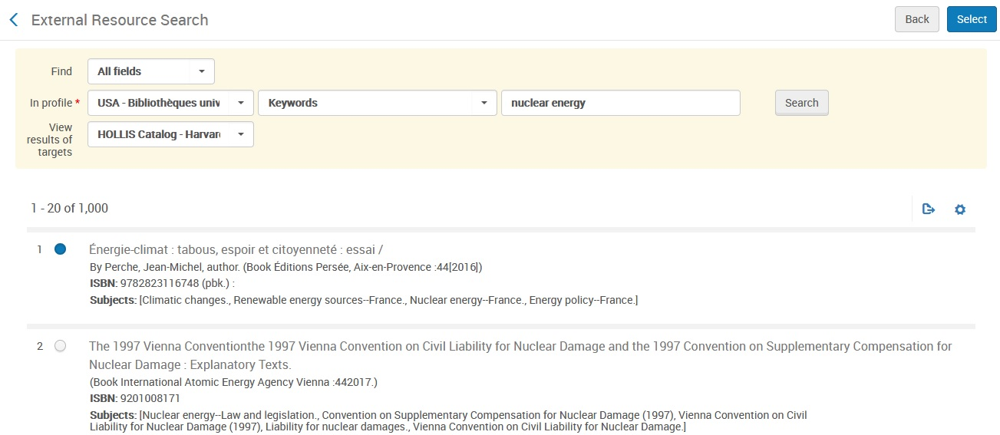 External Resource Search
Back
Select
Find
All fields
In profile *
USA - Bibliothèques univ
Keywords
nuclear energy
Search
View
results of
targets
HOLLIS Catalog - Harvar
1 - 20 of 1,000
1
Énergie-climat : tabous, espoir et citoyenneté : essai /
By Perche, Jean-Michel, author. (Book Éditions Persée, Aix-en-Provence :44[2016])
ISBN: 9782823116748 (pbk.) :
Subjects: [Climatic changes., Renewable energy sources--France., Nuclear energy--France., Energy policy--France.]
2
The 1997 Vienna Conventionthe 1997 Vienna Convention on Civil Liability for Nuclear Damage and the 1997 Convention on Supplementary Compensation for
Nuclear Damage : Explanatory Texts.
(Book International Atomic Energy Agency Vienna :442017.)
ISBN: 9201008171
Subjects: [Nuclear energy--Law and legislation., Convention on Supplementary Compensation for Nuclear Damage (1997), Vienna Convention on Civil
Liability for Nuclear Damage (1997), Liability for nuclear damages., Vienna Convention on Civil Liability for Nuclear Damage.]